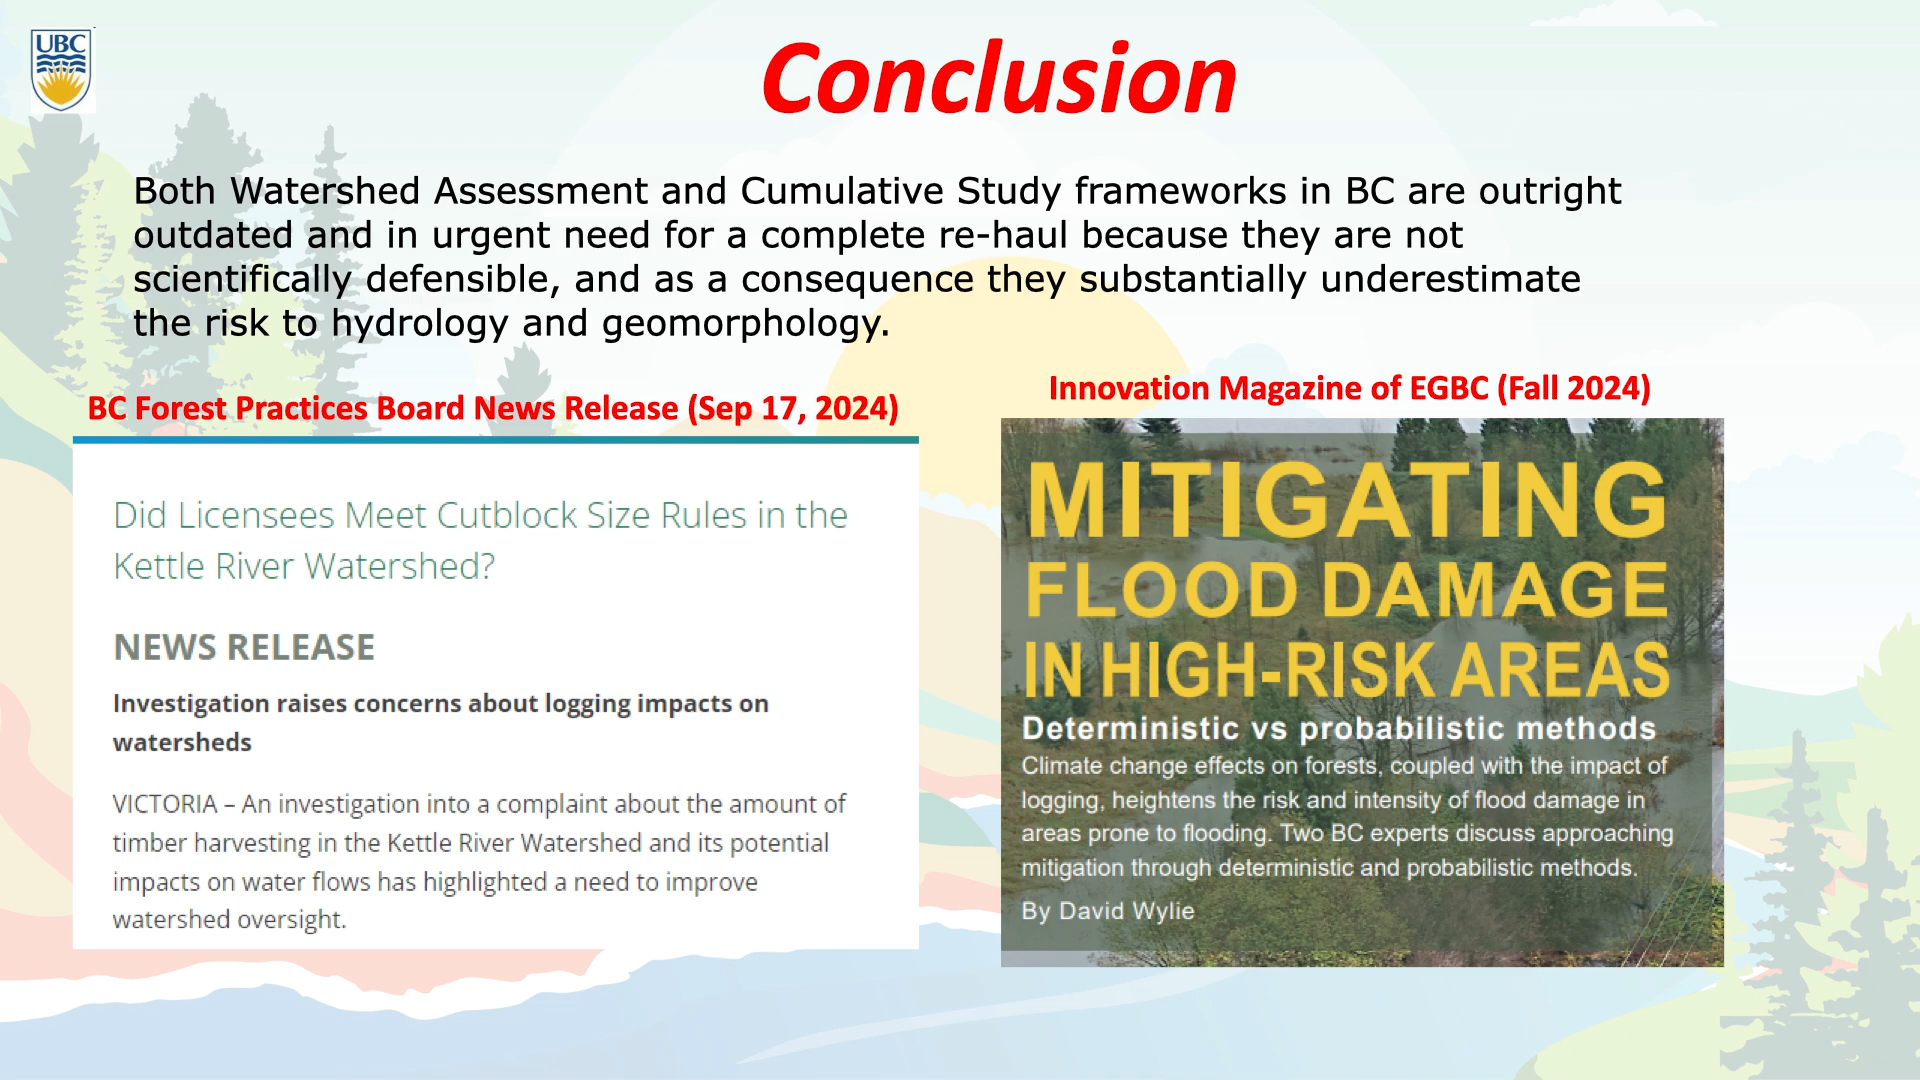 UBC
Conclusion
Both Watershed Assessment and Cumulative Study frameworks in BC are outright
outdated and in urgent need for a complete re-haul because they are not
scientifically defensible, and as a consequence they substantially underestimate
the risk to hydrology and geomorphology.
BC Forest Practices Board News Release (Sep 17, 2024)
Did Licensees Meet Cutblock Size Rules in the
Kettle River Watershed?
NEWS RELEASE
Investigation raises concerns about logging impacts on
watersheds
VICTORIA – An investigation into a complaint about the amount of
timber harvesting in the Kettle River Watershed and its potential
impacts on water flows has highlighted a need to improve
watershed oversight.
Innovation Magazine of EGBC (Fall 2024)
MITIGATING
FLOOD DAMAGE
IN HIGH-RISK AREAS
Deterministic vs probabilistic methods
Climate change effects on forests, coupled with the impact of
logging, heightens the risk and intensity of flood damage in
areas prone to flooding. Two BC experts discuss approaching
mitigation through deterministic and probabilistic methods.
By David Wylie